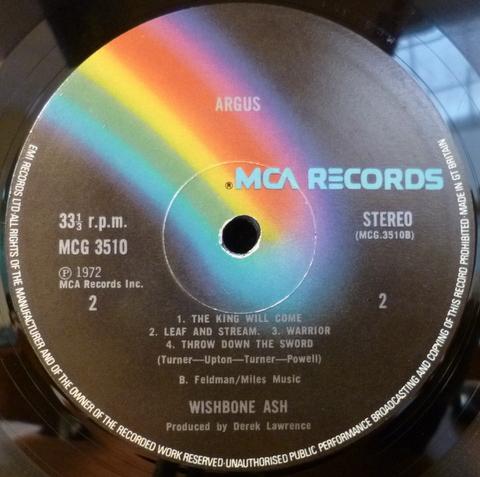 ARGUS
® MCA RECORDS
33⅓ r.p.m.
MCG 3510
Ⓟ 1972
MCA Records Inc.
2
STEREO
(MCG.3510B)
2
1. THE KING WILL COME
2. LEAF AND STREAM. 3. WARRIOR
4. THROW DOWN THE SWORD
(Turner—Upton—Turner—Powell)
B. Feldman/Miles Music
WISHBONE ASH
Produced by Derek Lawrence
EMI RECORDS LTD ALL RIGHTS OF THE MANUFACTURER AND OF THE OWNER OF THE RECORDED WORK RESERVED·UNAUTHORISED PUBLIC PERFORMANCE BROADCASTING AND COPYING OF THIS RECORD PROHIBITED·MADE IN GT BRITAIN